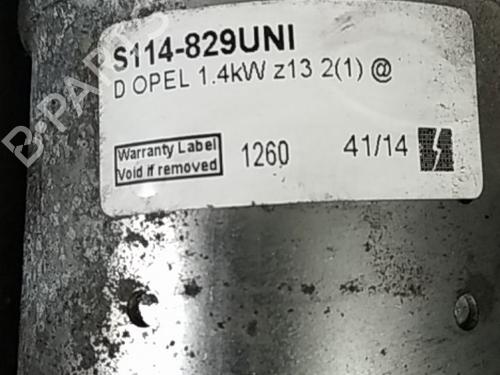 S114-829UNI
D OPEL 1.4kW z13 2(1) @
Warranty Label
Void if removed
1260
41/14
B-PARTS